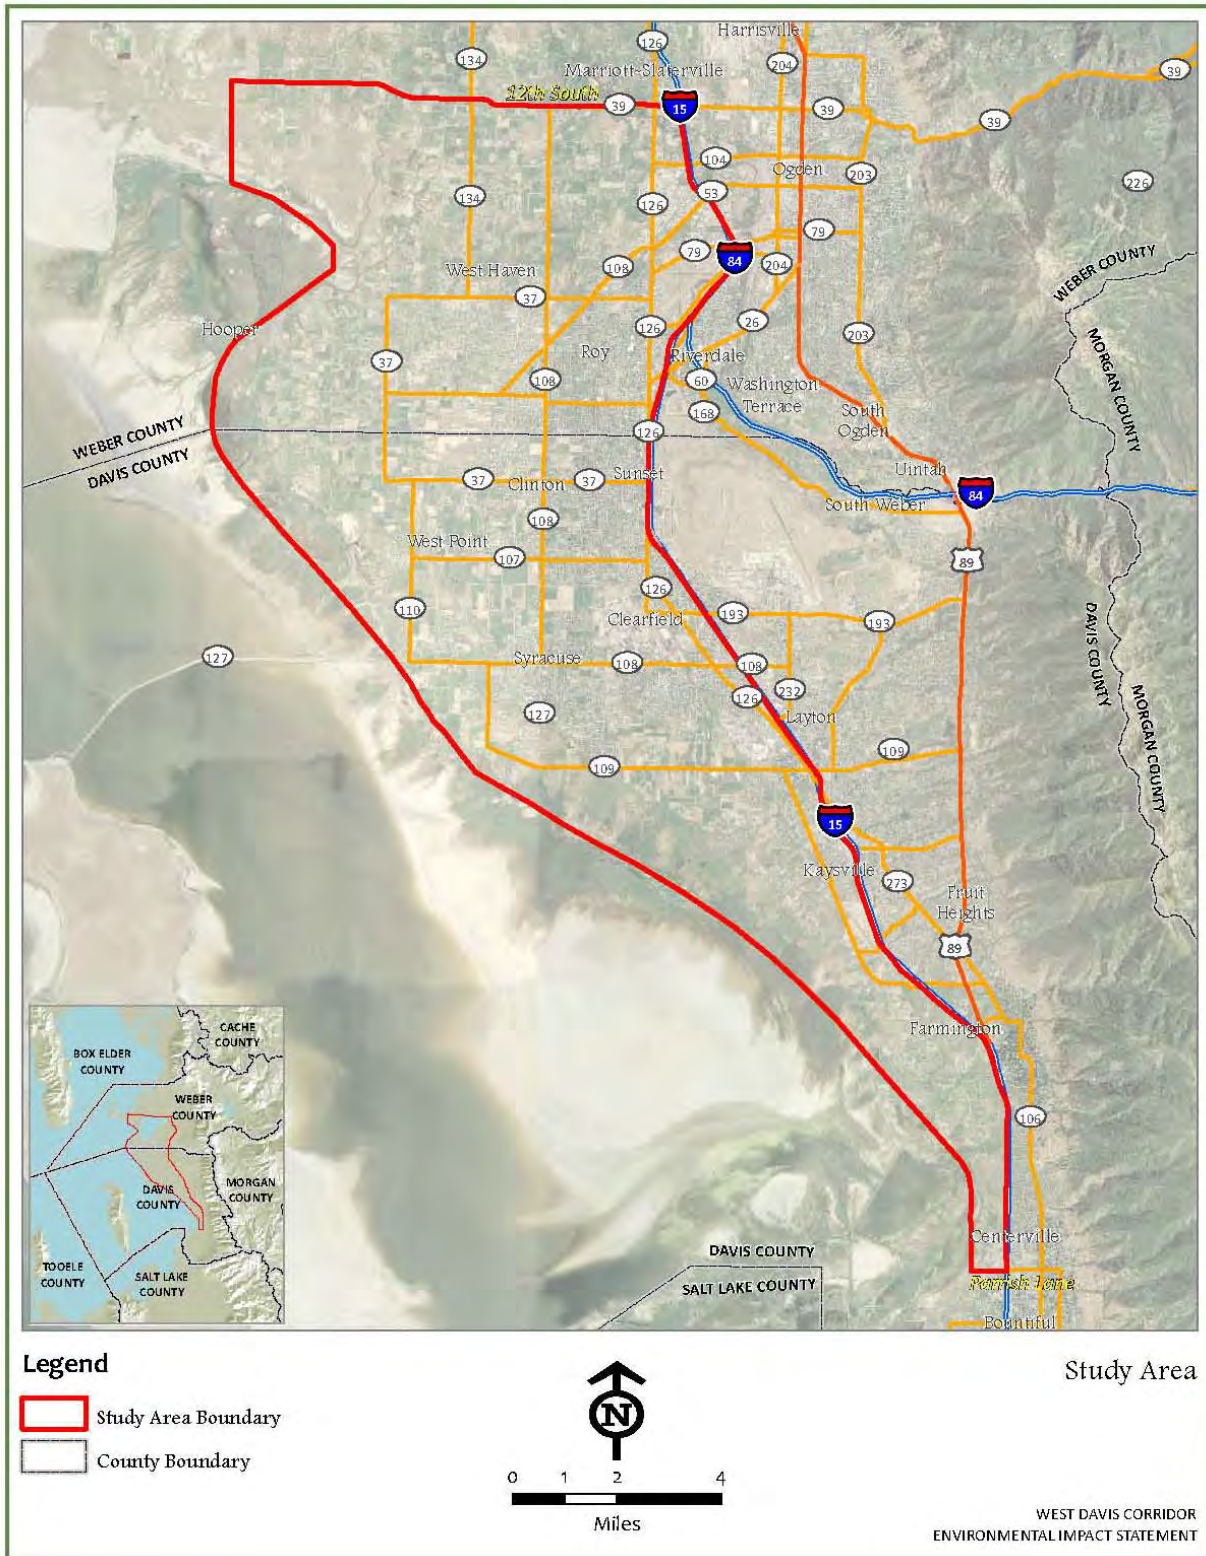 Harrisville
126
134
204
39
Marriott-Slaterville
12th South
39
15
39
39
104
Ogden
203
226
134
126
53
79
79
84
204
108
West Haven
37
WEBER COUNTY
MORGAN COUNTY
Hooper
126
26
203
Roy
Riverdale
37
108
60
Washington
Terrace
168
South
Ogden
126
WEBER COUNTY
DAVIS COUNTY
Sunset
Uintah
37
Clinton
37
84
South Weber
108
West Point
107
89
126
110
Clearfield
193
193
DAVIS COUNTY
MORGAN COUNTY
127
Syracuse
108
108
126
232
127
Layton
109
109
15
Kaysville
273
Fruit
Heights
89
Farmington
106
Centerville
DAVIS COUNTY
SALT LAKE COUNTY
Parrish Lane
Bountiful
CACHE
COUNTY
BOX ELDER
COUNTY
WEBER
COUNTY
DAVIS
COUNTY
MORGAN
COUNTY
TOOELE
COUNTY
SALT LAKE
COUNTY
Legend
Study Area Boundary
County Boundary
N
0 1 2 4
Miles
Study Area
WEST DAVIS CORRIDOR
ENVIRONMENTAL IMPACT STATEMENT